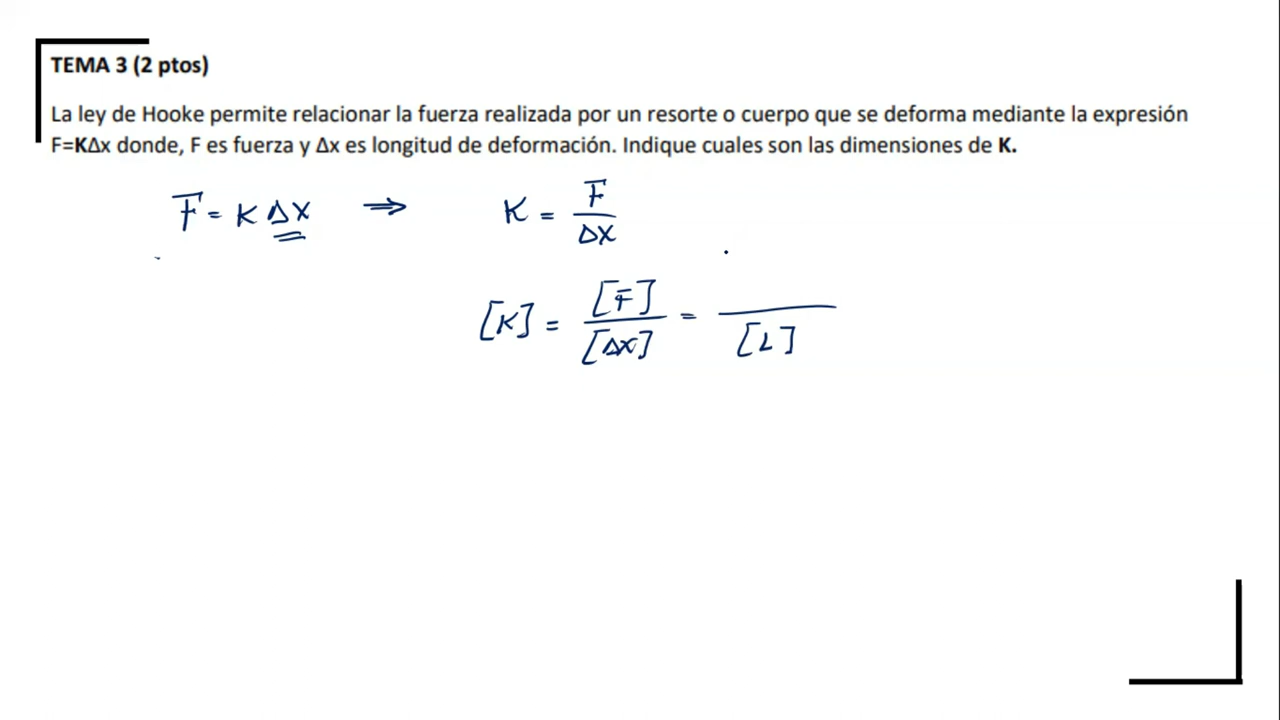 TEMA 3 (2 ptos)
La ley de Hooke permite relacionar la fuerza realizada por un resorte o cuerpo que se deforma mediante la expresión
F=KΔx donde, F es fuerza y Δx es longitud de deformación. Indique cuales son las dimensiones de K.
F = K ΔX ⇒ K = F / ΔX
[K] = [F] / [ΔX] = / [L]